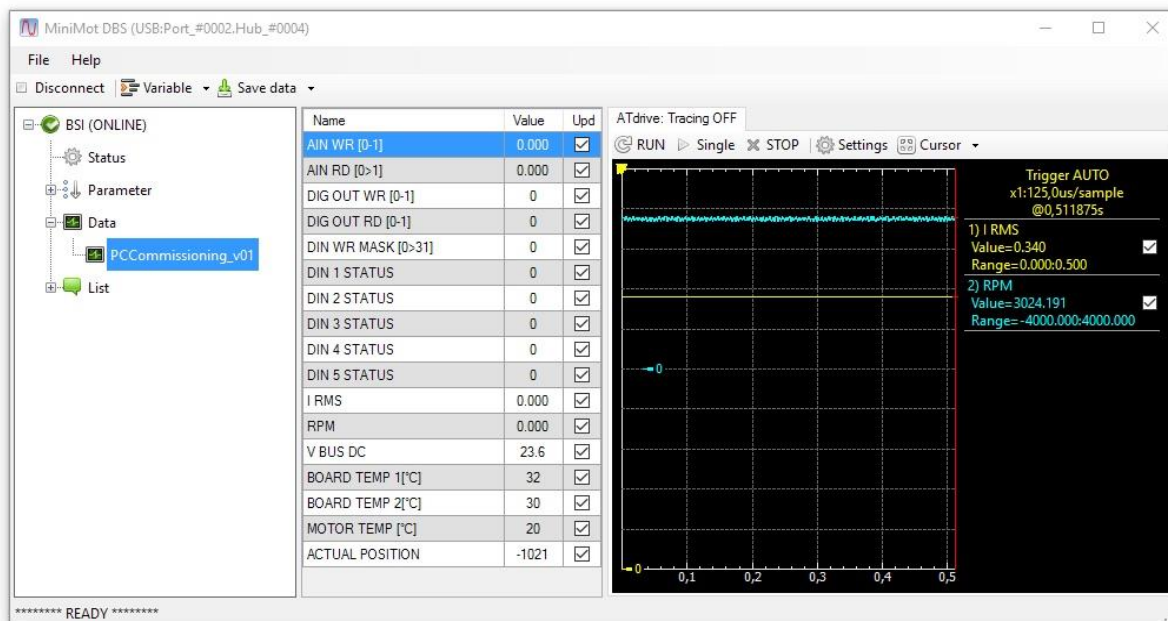 MiniMot DBS (USB:Port_#0002.Hub_#0004)
File Help
Disconnect Variable Save data
BSI (ONLINE)
Status
Parameter
Data
PCCommissioning_v01
List
Name Value Upd
AIN WR [0-1] 0.000
AIN RD [0>1] 0.000
DIG OUT WR [0-1] 0
DIG OUT RD [0-1] 0
DIN WR MASK [0>31] 0
DIN 1 STATUS 0
DIN 2 STATUS 0
DIN 3 STATUS 0
DIN 4 STATUS 0
DIN 5 STATUS 0
I RMS 0.000
RPM 0.000
V BUS DC 23.6
BOARD TEMP 1[°C] 32
BOARD TEMP 2[°C] 30
MOTOR TEMP [°C] 20
ACTUAL POSITION -1021
ATdrive: Tracing OFF
RUN Single STOP Settings Cursor
Trigger AUTO
x1:125,0us/sample
@0,511875s
1) I RMS
Value=0.340
Range=0.000:0.500
2) RPM
Value=3024.191
Range=-4000.000:4000.000
0
0
0,1 0,2 0,3 0,4 0,5
******** READY ********